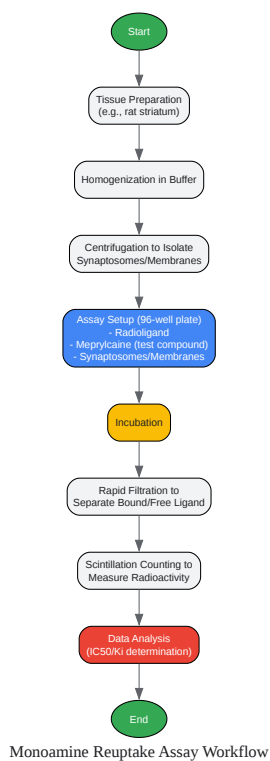 Start
Tissue Preparation
(e.g., rat striatum)
Homogenization in Buffer
Centrifugation to Isolate
Synaptosomes/Membranes
Assay Setup (96-well plate)
- Radioligand
- Meprylcaine (test compound)
- Synaptosomes/Membranes
Incubation
Rapid Filtration to
Separate Bound/Free Ligand
Scintillation Counting to
Measure Radioactivity
Data Analysis
(IC50/Ki determination)
End
Monoamine Reuptake Assay Workflow